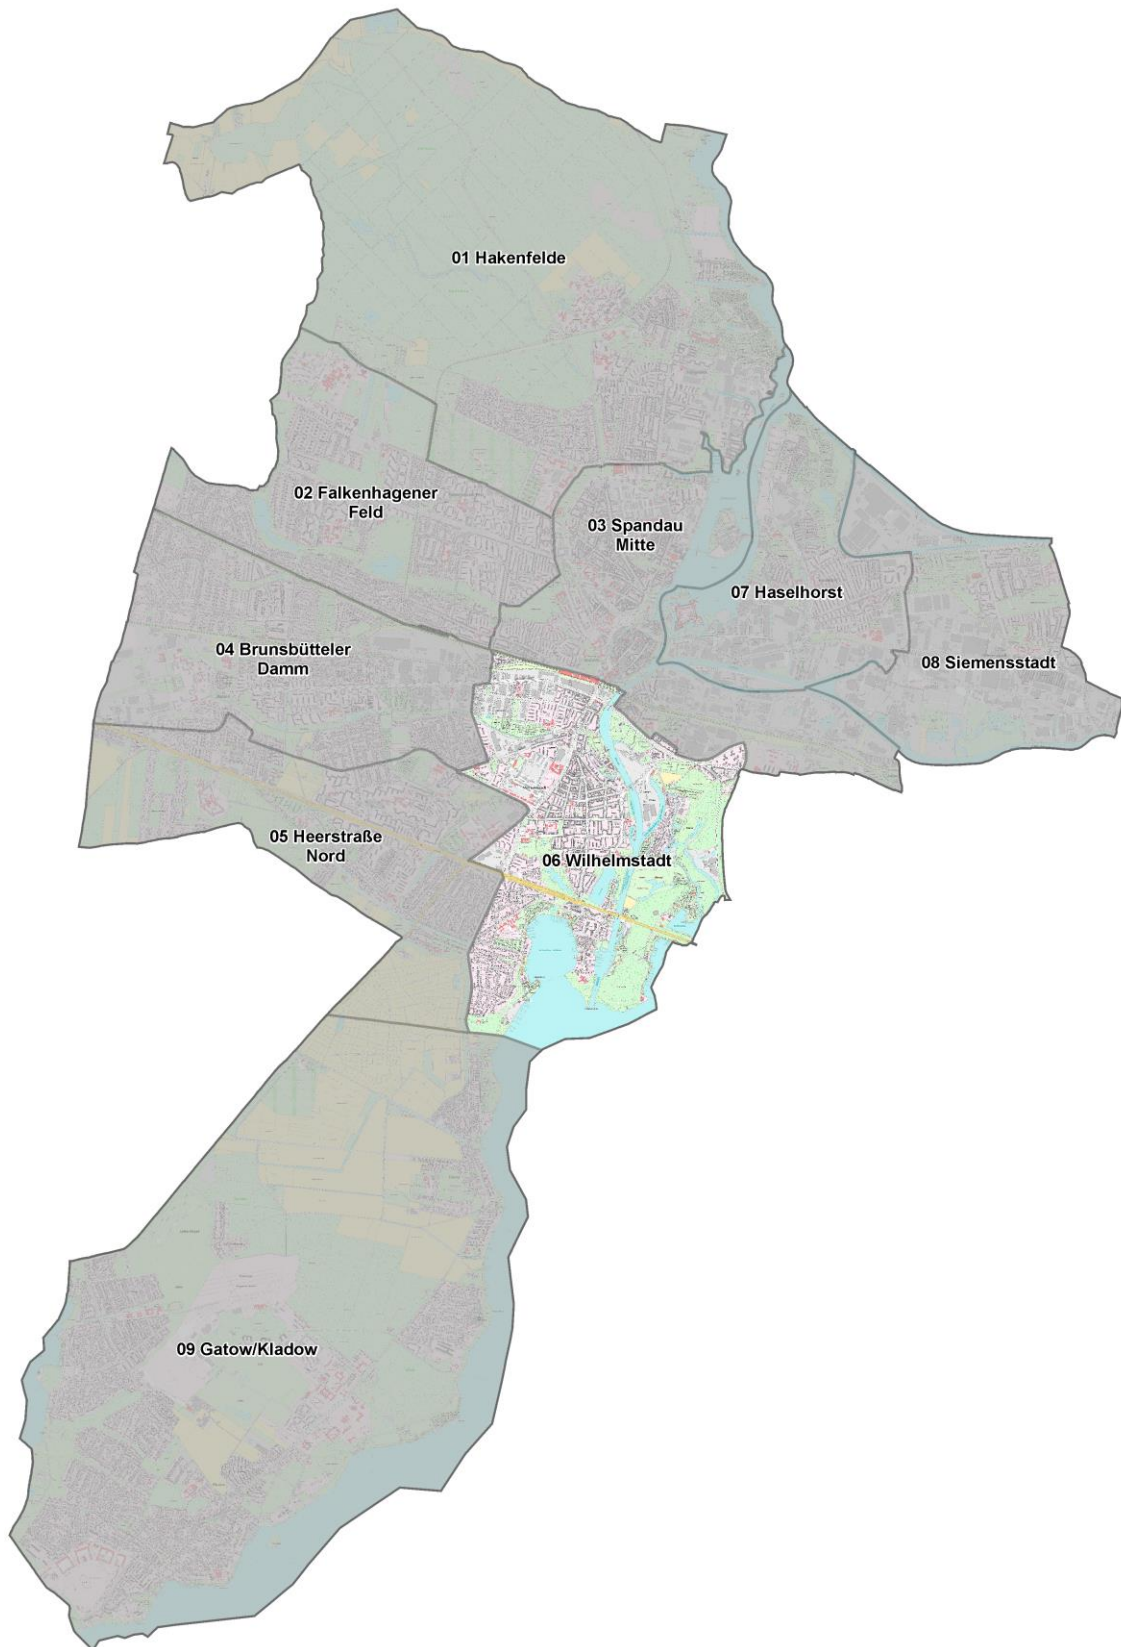 01 Hakenfelde
02 Falkenhagener
Feld
03 Spandau
Mitte
07 Haselhorst
04 Brunsbütteler
Damm
08 Siemensstadt
05 Heerstraße
Nord
06 Wilhelmstadt
09 Gatow/Kladow